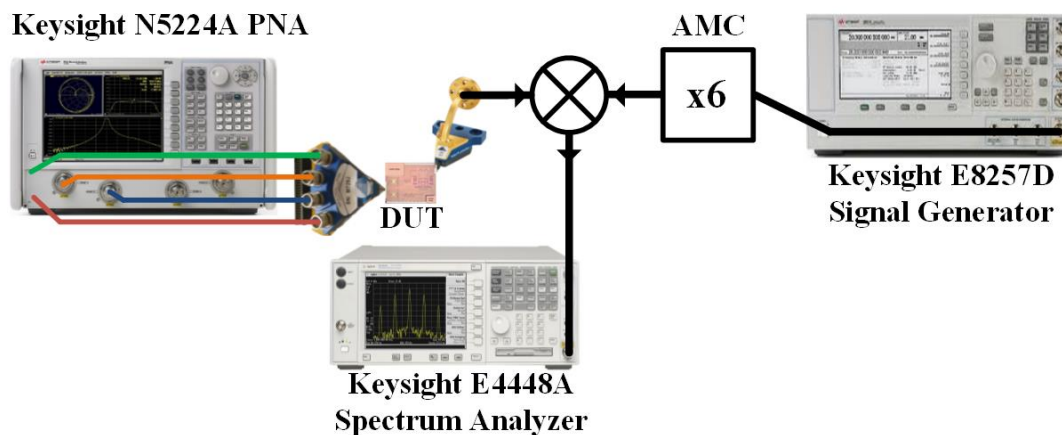 Keysight N5224A PNA
AMC
x6
DUT
Keysight E8257D
Signal Generator
Keysight E4448A
Spectrum Analyzer